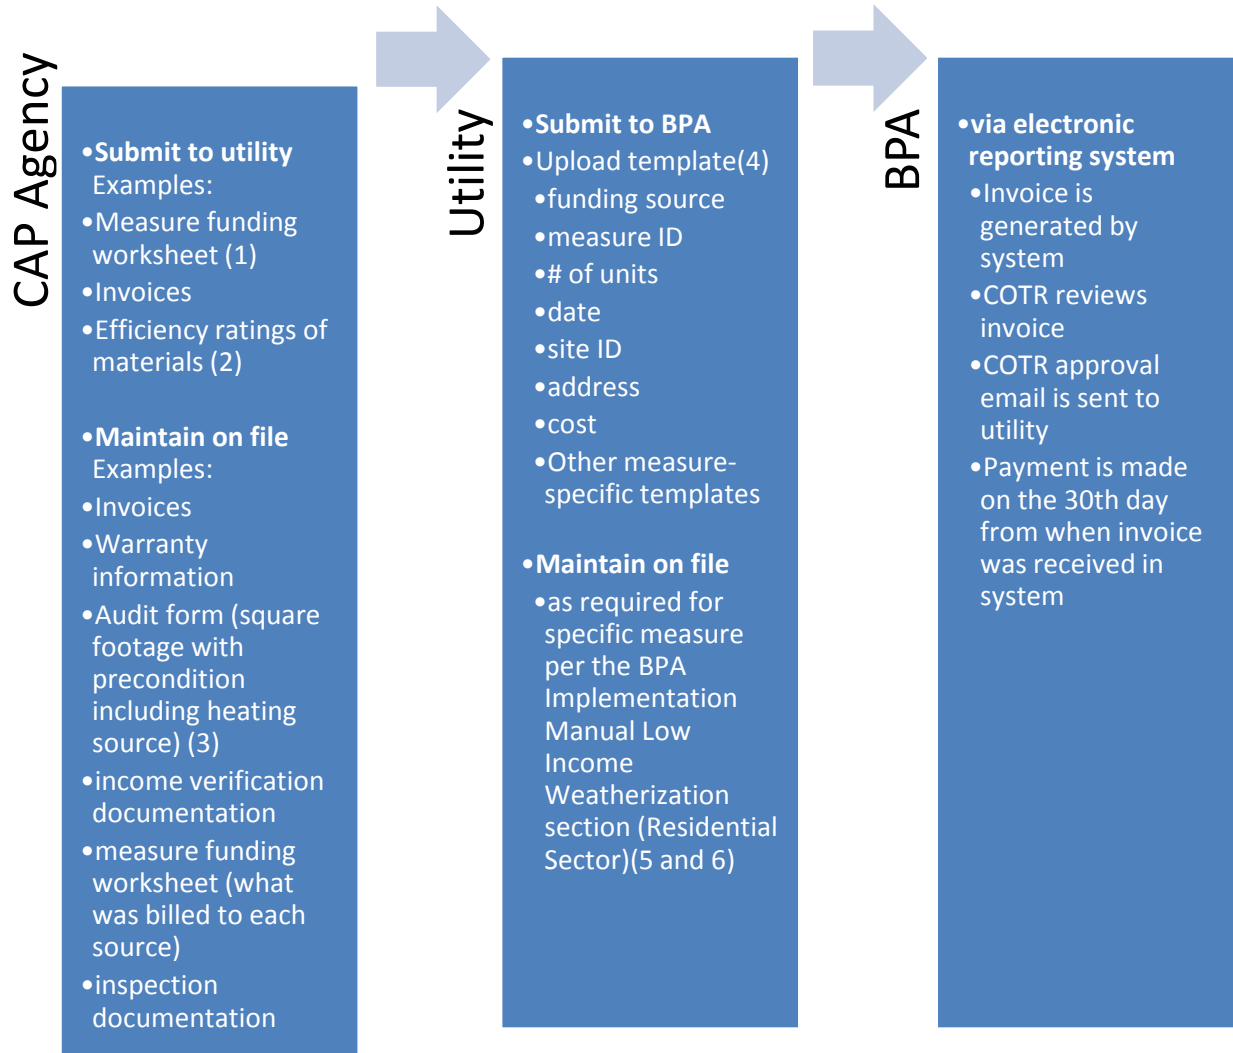 CAP Agency
•Submit to utility
Examples:
•Measure funding
worksheet (1)
•Invoices
•Efficiency ratings of
materials (2)
•Maintain on file
Examples:
•Invoices
•Warranty
information
•Audit form (square
footage with
precondition
including heating
source) (3)
•income verification
documentation
•measure funding
worksheet (what
was billed to each
source)
•inspection
documentation
Utility
•Submit to BPA
•Upload template(4)
•funding source
•measure ID
•# of units
•date
•site ID
•address
•cost
•Other measure-
specific templates
•Maintain on file
•as required for
specific measure
per the BPA
Implementation
Manual Low
Income
Weatherization
section (Residential
Sector)(5 and 6)
BPA
•via electronic
reporting system
•Invoice is
generated by
system
•COTR reviews
invoice
•COTR approval
email is sent to
utility
•Payment is made
on the 30th day
from when invoice
was received in
system